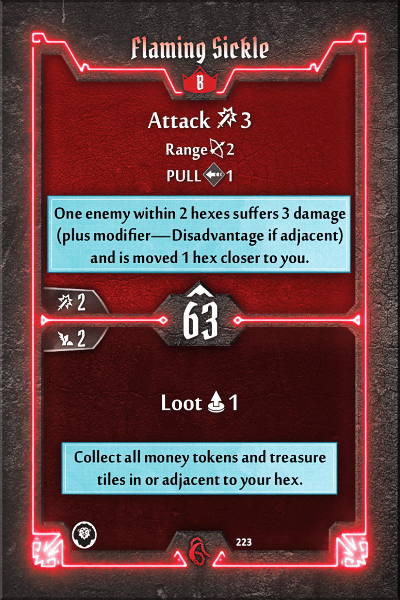 Flaming Sickle
B
Attack 3
Range 2
PULL 1
One enemy within 2 hexes suffers 3 damage
(plus modifier—Disadvantage if adjacent)
and is moved 1 hex closer to you.
2
63
2
Loot 1
Collect all money tokens and treasure
tiles in or adjacent to your hex.
223